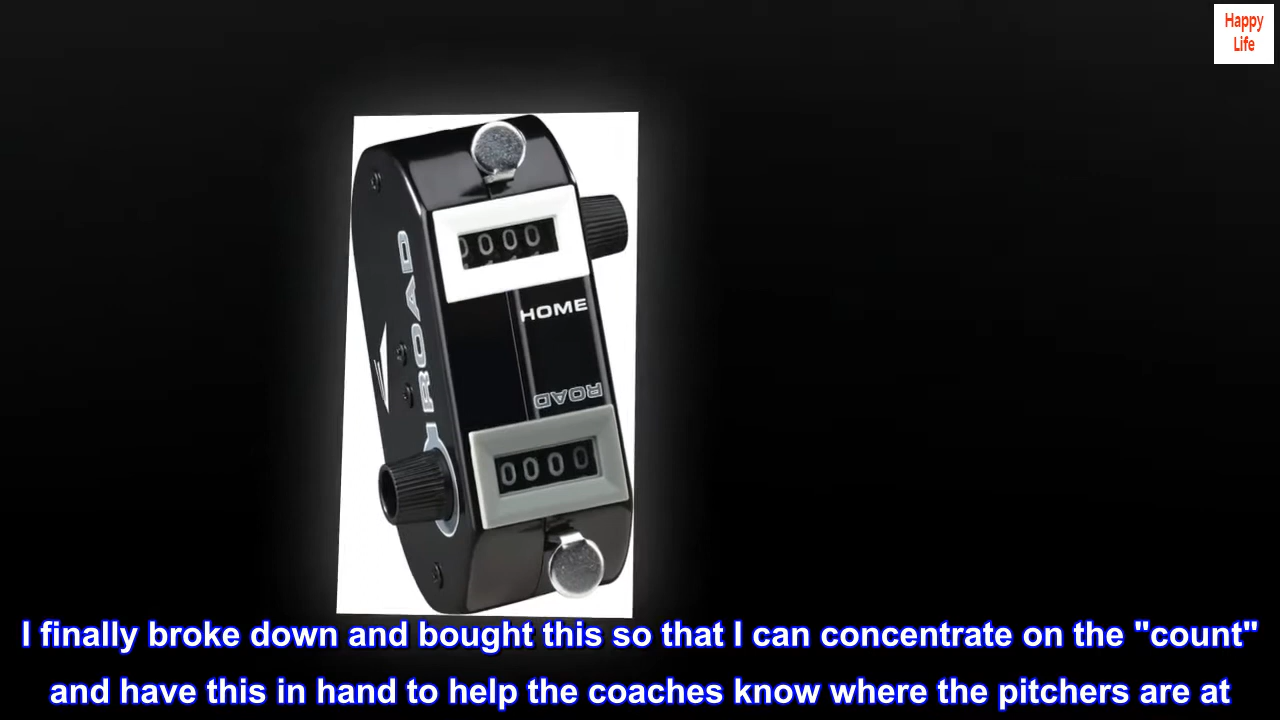 Happy
Life
0000
HOME
ROAD
ROAD
0000
I finally broke down and bought this so that I can concentrate on the "count"
and have this in hand to help the coaches know where the pitchers are at